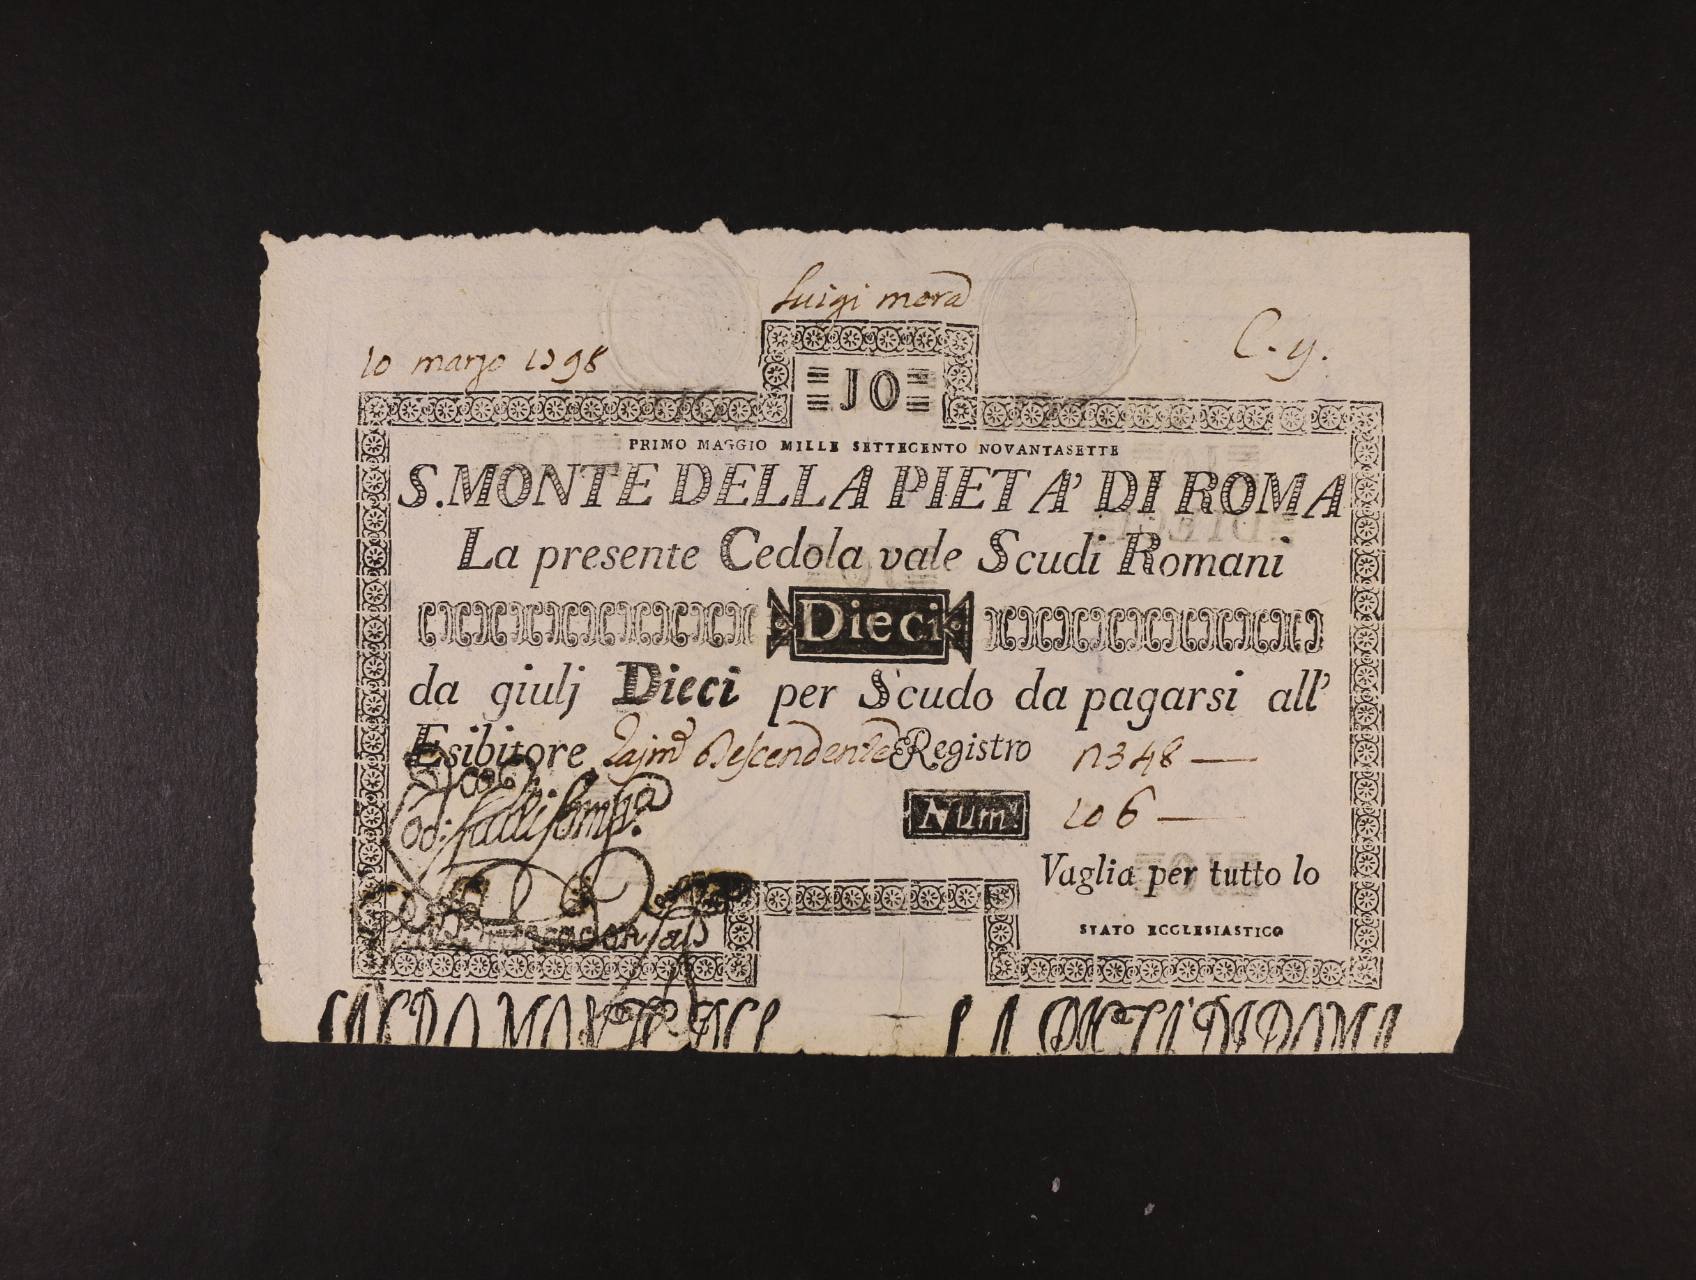 Luigi mora
10 marzo 1798
C. y.
10
PRIMO MAGGIO MILLE SETTECENTO NOVANTASETTE
S. MONTE DELLA PIETA' DI ROMA
La presente Cedola vale Scudi Romani
Dieci
da giulj Dieci per Scudo da pagarsi all'
Esibitore Descendente Registro n348 —
Num. 106 —
Vaglia per tutto lo
STATO ECCLESIASTICO